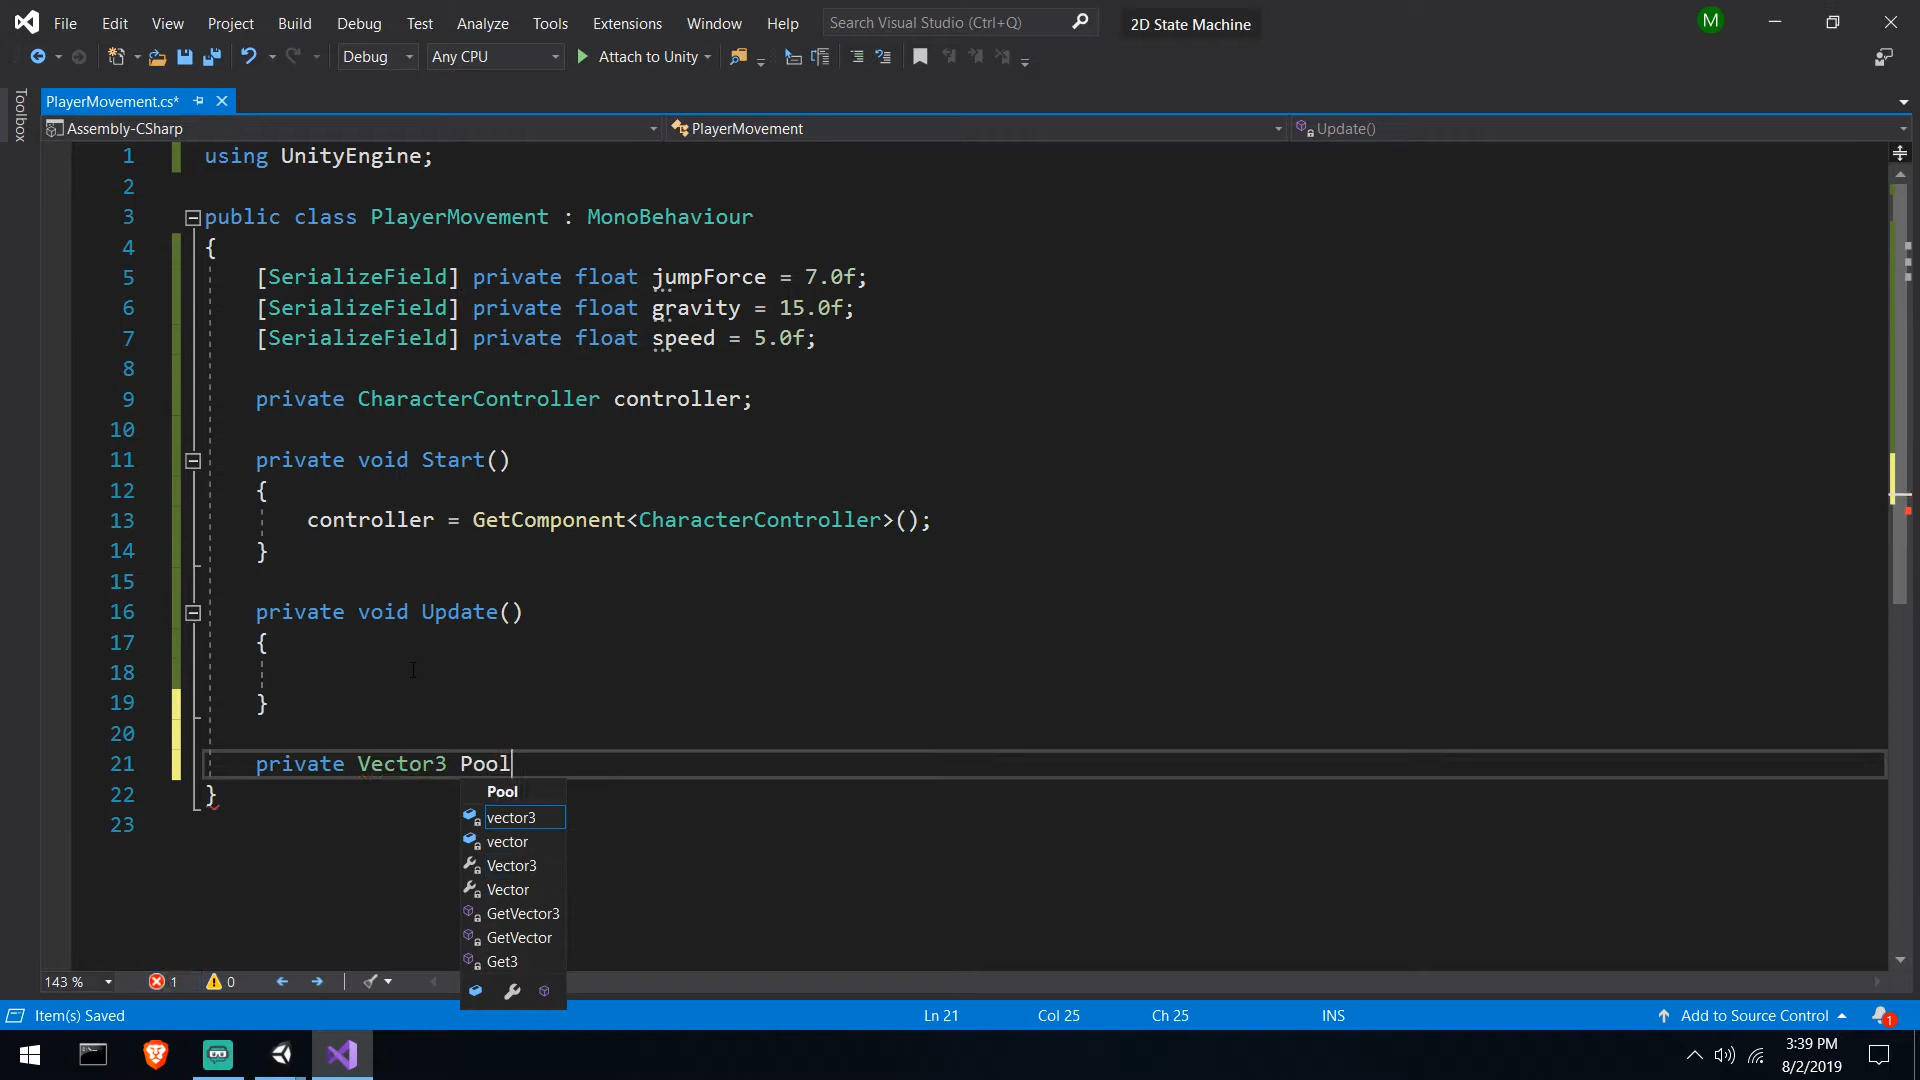 File Edit View Project Build Debug Test Analyze Tools Extensions Window Help Search Visual Studio (Ctrl+Q) 2D State Machine M
Debug Any CPU Attach to Unity
Toolbox
PlayerMovement.cs*
Assembly-CSharp PlayerMovement Update()
1 using UnityEngine;
2
3 public class PlayerMovement : MonoBehaviour
4 {
5 [SerializeField] private float jumpForce = 7.0f;
6 [SerializeField] private float gravity = 15.0f;
7 [SerializeField] private float speed = 5.0f;
8
9 private CharacterController controller;
10
11 private void Start()
12 {
13 controller = GetComponent<CharacterController>();
14 }
15
16 private void Update()
17 {
18
19 }
20
21 private Vector3 Pool
22 }
23
Pool
vector3
vector
Vector3
Vector
GetVector3
GetVector
Get3
143 % 1 0
Item(s) Saved Ln 21 Col 25 Ch 25 INS Add to Source Control 1
3:39 PM
8/2/2019